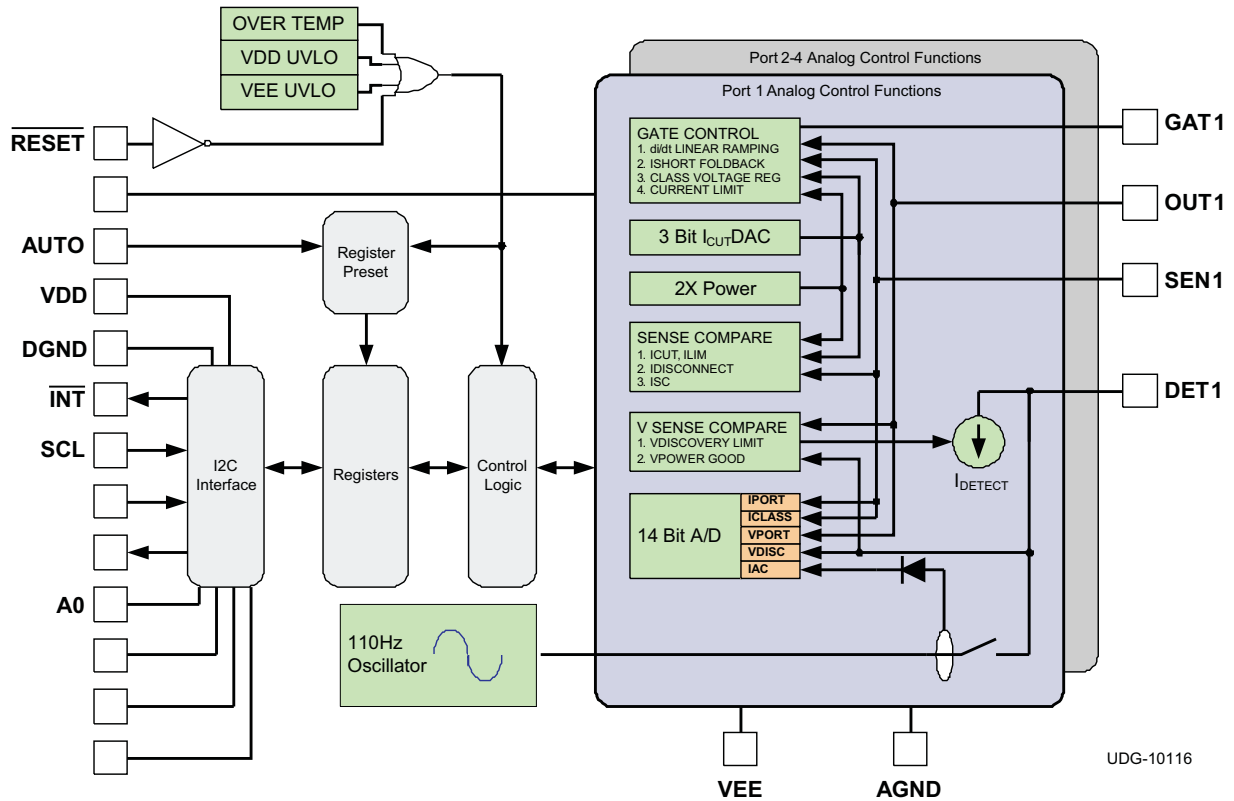 OVER TEMP
VDD UVLO
VEE UVLO
RESET
AUTO
VDD
DGND
INT
SCL
A0
Register
Preset
I2C
Interface
Registers
Control
Logic
110Hz
Oscillator
Port 2-4 Analog Control Functions
Port 1 Analog Control Functions
GATE CONTROL
1. di/dt LINEAR RAMPING
2. ISHORT FOLDBACK
3. CLASS VOLTAGE REG
4. CURRENT LIMIT
3 Bit ICUTDAC
2X Power
SENSE COMPARE
1. ICUT, ILIM
2. IDISCONNECT
3. ISC
V SENSE COMPARE
1. VDISCOVERY LIMIT
2. VPOWER GOOD
IDETECT
14 Bit A/D
IPORT
ICLASS
VPORT
VDISC
IAC
GAT1
OUT1
SEN1
DET1
VEE
AGND
UDG-10116